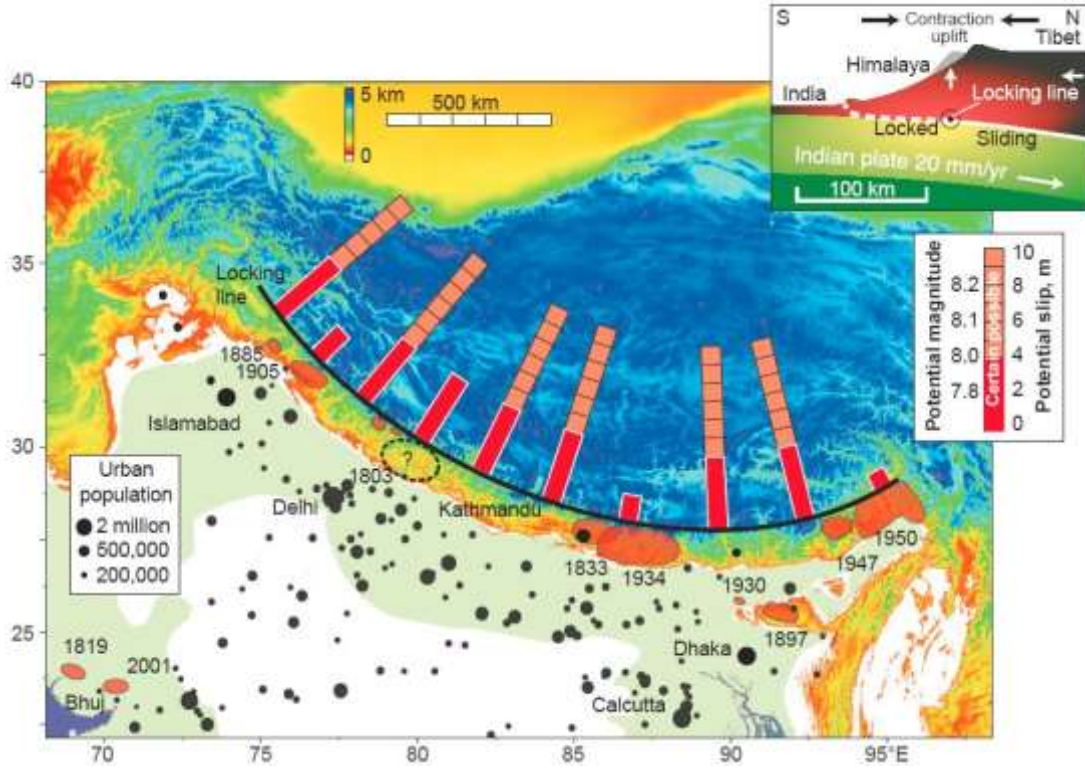 S
Contraction
uplift
N
Tibet
Himalaya
India
Locking line
Locked
Sliding
Indian plate 20 mm/yr
100 km
40
35
30
25
5 km
0
500 km
Locking
line
1885
1905
Islamabad
Urban
population
2 million
500,000
200,000
Delhi
1803
?
Kathmandu
1833
1934
1930
1947
1950
1897
Dhaka
Calcutta
1819
2001
Bhuj
Potential magnitude
8.2
8.1
8.0
7.8
Certain possible
10
8
6
4
2
0
Potential slip, m
70
75
80
85
90
95°E